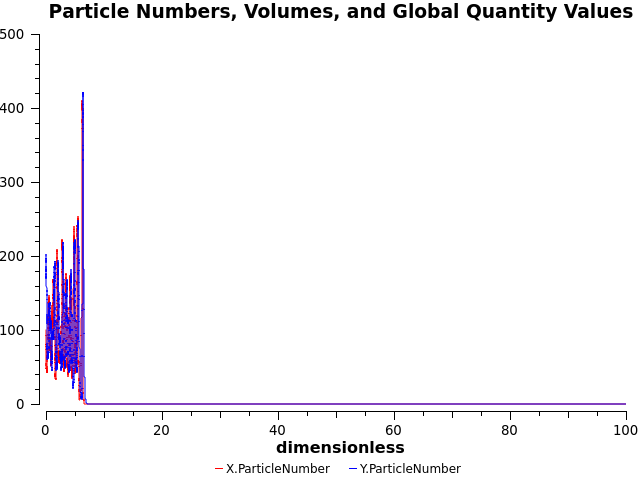 Particle Numbers, Volumes, and Global Quantity Values
500
400
300
200
100
0
0 20 40 60 80 100
dimensionless
X.ParticleNumber Y.ParticleNumber